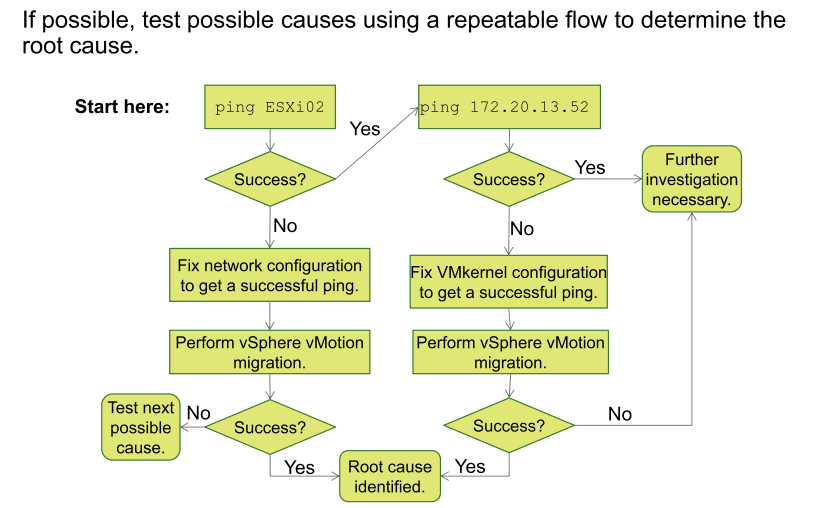 If possible, test possible causes using a repeatable flow to determine the
root cause.
Start here:
ping ESXi02
Yes
ping 172.20.13.52
Success?
No
Fix network configuration
to get a successful ping.
Perform vSphere vMotion
migration.
Success?
No
Test next
possible
cause.
Yes
Root cause
identified.
Success?
Yes
Further
investigation
necessary.
No
Fix VMkernel configuration
to get a successful ping.
Perform vSphere vMotion
migration.
Success?
No
Yes